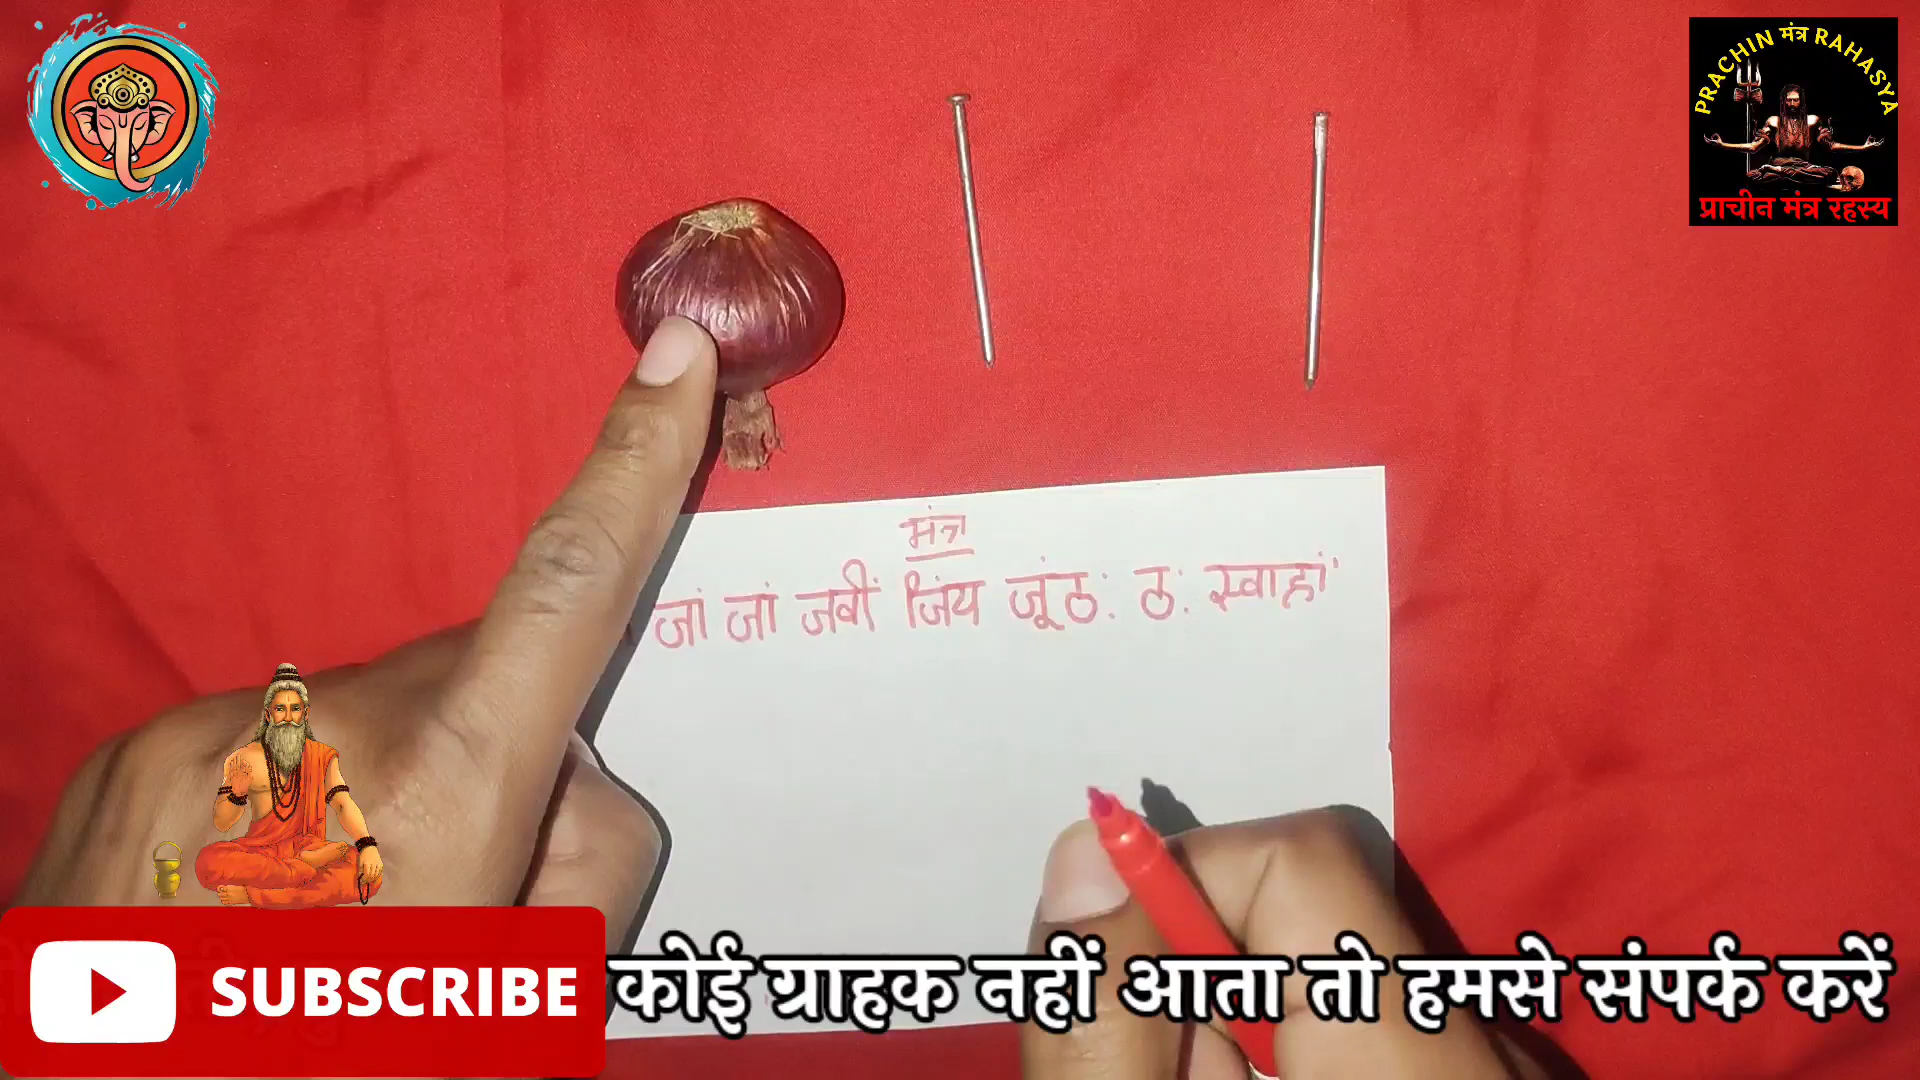 PRACHIN मंत्र RAHASYA
प्राचीन मंत्र रहस्य
मंत्र
जां जां जवीं जिंय जूंठः ठः स्वाहां
SUBSCRIBE
कोई ग्राहक नहीं आता तो हमसे संपर्क करें